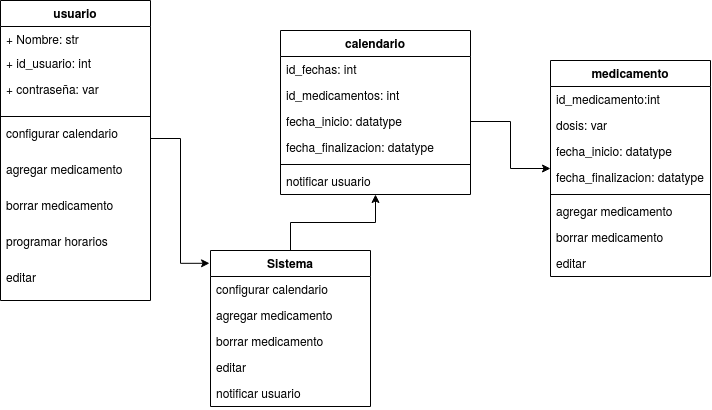 usuario
+ Nombre: str
+ id_usuario: int
+ contraseña: var
configurar calendario
agregar medicamento
borrar medicamento
programar horarios
editar
calendario
id_fechas: int
id_medicamentos: int
fecha_inicio: datatype
fecha_finalizacion: datatype
notificar usuario
medicamento
id_medicamento:int
dosis: var
fecha_inicio: datatype
fecha_finalizacion: datatype
agregar medicamento
borrar medicamento
editar
Sistema
configurar calendario
agregar medicamento
borrar medicamento
editar
notificar usuario